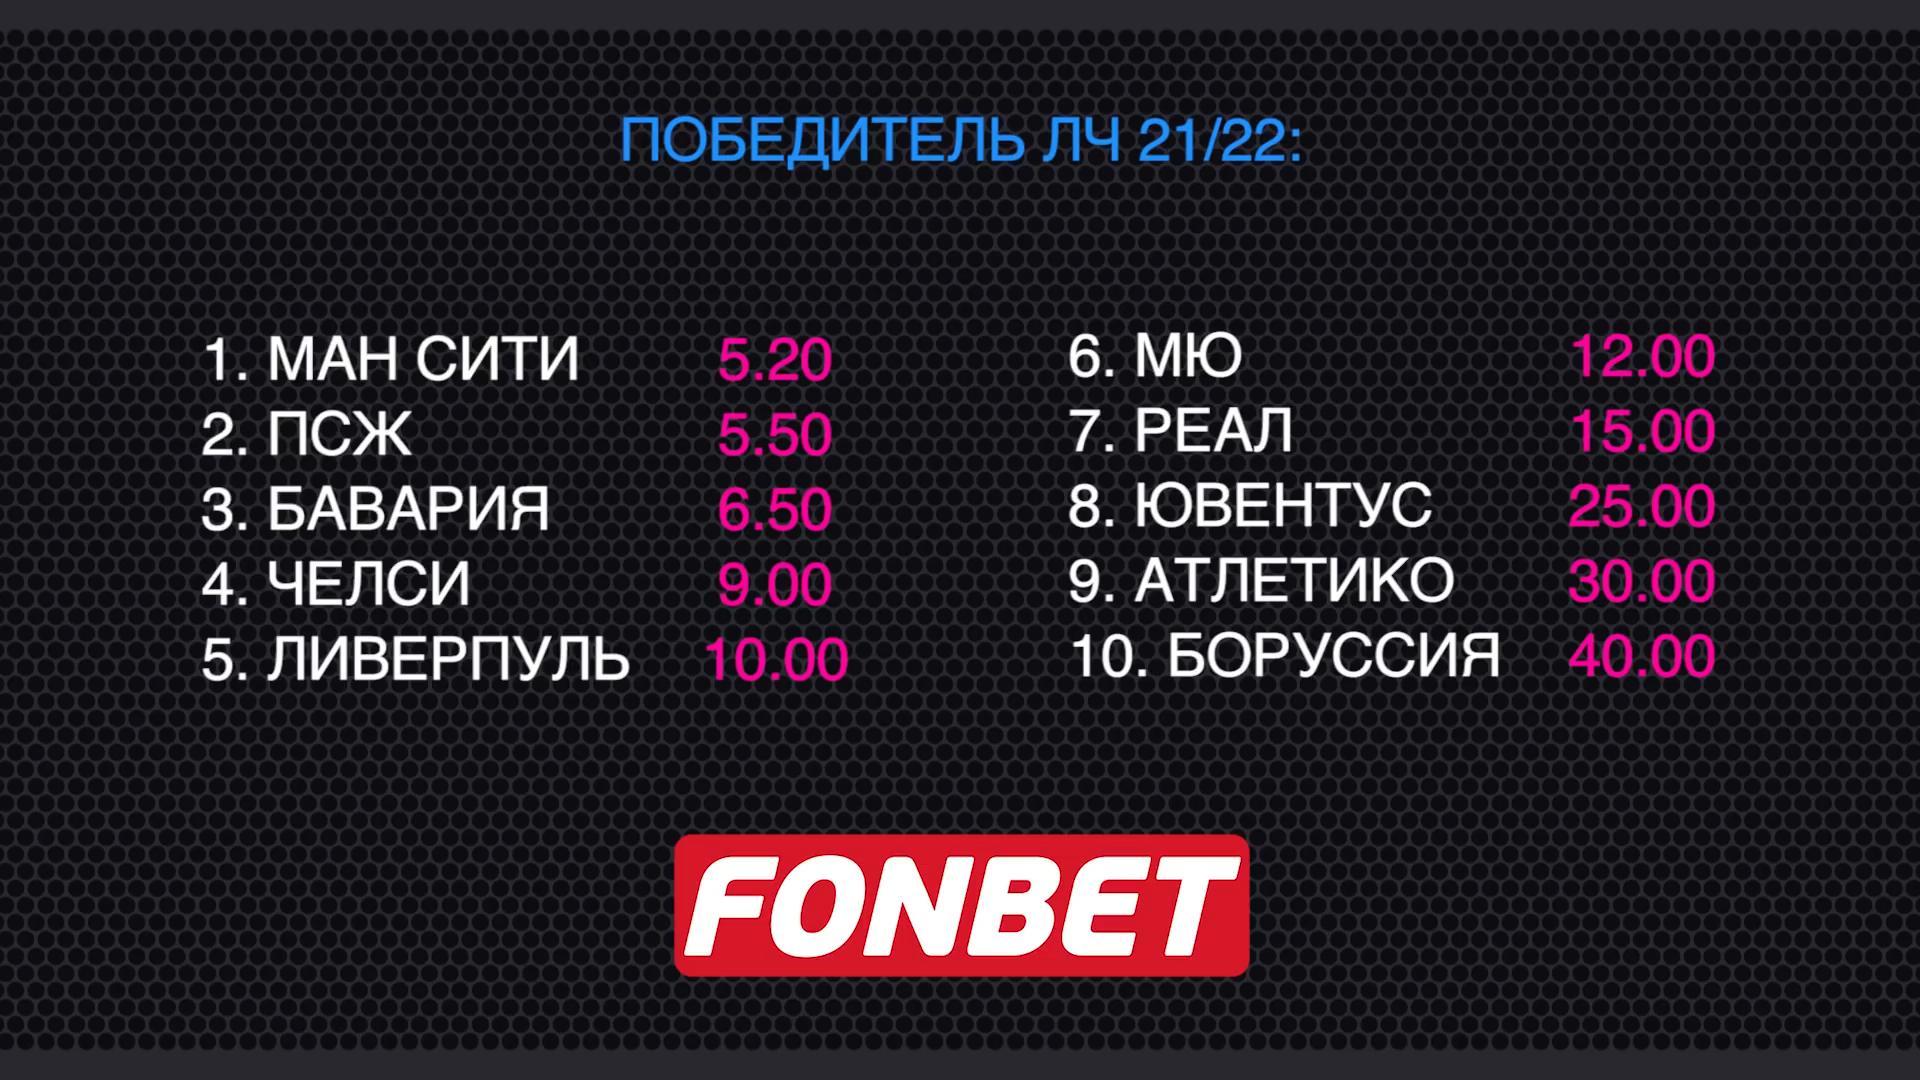 ПОБЕДИТЕЛЬ ЛЧ 21/22:
1. МАН СИТИ 5.20
2. ПСЖ 5.50
3. БАВАРИЯ 6.50
4. ЧЕЛСИ 9.00
5. ЛИВЕРПУЛЬ 10.00
6. МЮ 12.00
7. РЕАЛ 15.00
8. ЮВЕНТУС 25.00
9. АТЛЕТИКО 30.00
10. БОРУССИЯ 40.00
FONBET